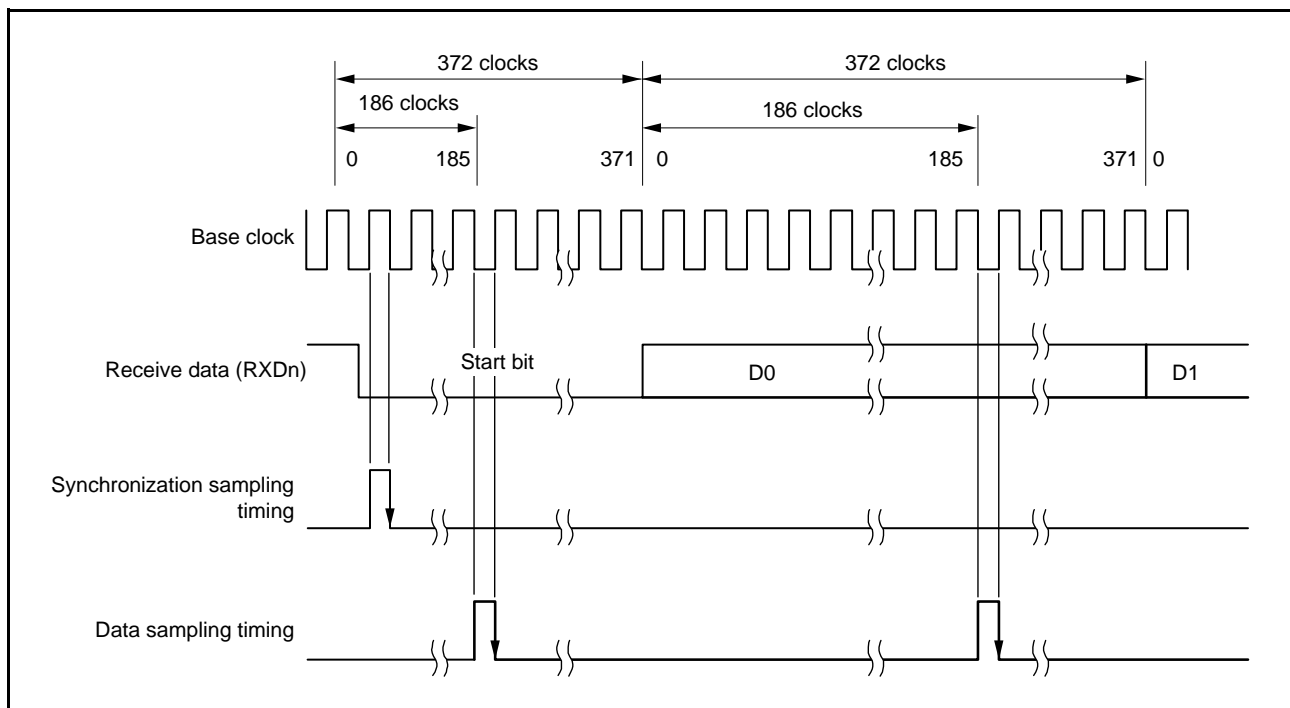 372 clocks
372 clocks
186 clocks
186 clocks
0
185
371
0
185
371
0
Base clock
Receive data (RXDn)
Start bit
D0
D1
Synchronization sampling
timing
Data sampling timing